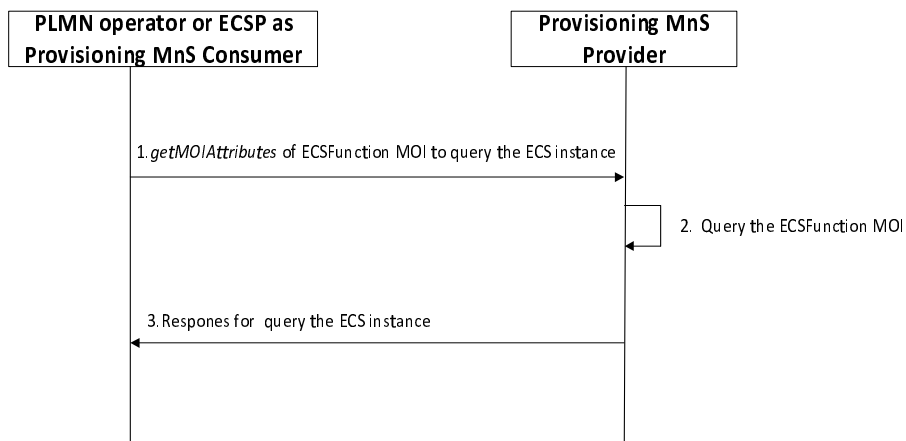 PLMN operator or ECSP as
Provisioning MnS Consumer
Provisioning MnS
Provider
1.getMOIAttributes of ECSFunction MOI to query the ECS instance
2. Query the ECSFunction MOI
3.Respones for query the ECS instance